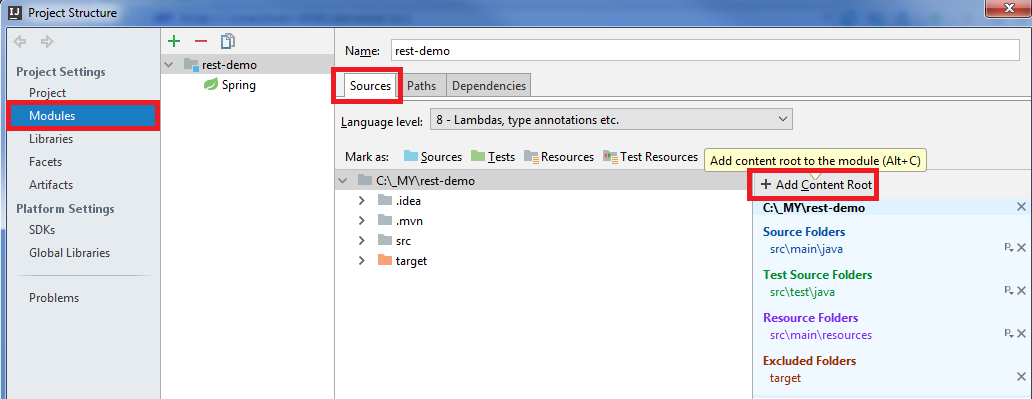 IJ Project Structure
Project Settings
Project
Modules
Libraries
Facets
Artifacts
Platform Settings
SDKs
Global Libraries
Problems
rest-demo
Spring
Name: rest-demo
Sources Paths Dependencies
Language level: 8 - Lambdas, type annotations etc.
Mark as: Sources Tests Resources Test Resources
Add content root to the module (Alt+C)
C:\_MY\rest-demo
.idea
.mvn
src
target
+ Add Content Root
C:\_MY\rest-demo
Source Folders
src\main\java
Test Source Folders
src\test\java
Resource Folders
src\main\resources
Excluded Folders
target